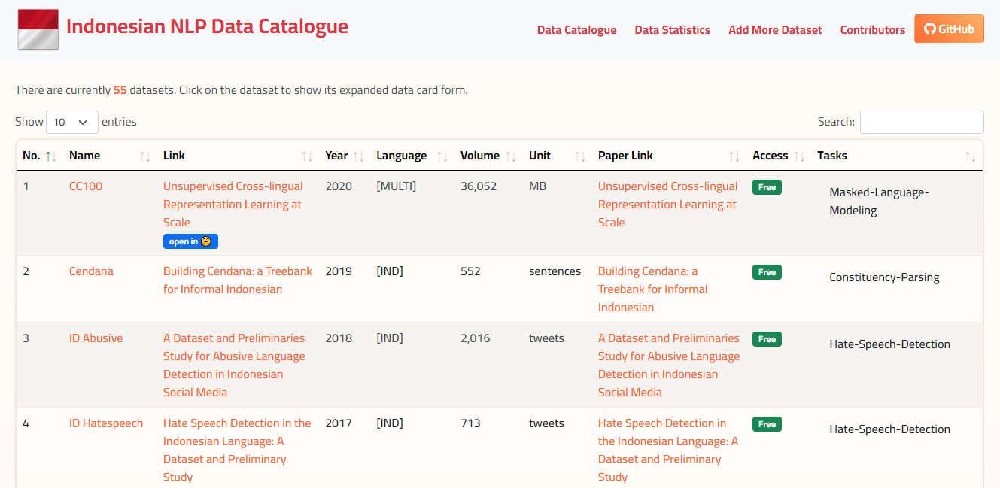 Indonesian NLP Data Catalogue
Data Catalogue Data Statistics Add More Dataset Contributors GitHub
There are currently 55 datasets. Click on the dataset to show its expanded data card form.
Show 10 entries Search:
No. Name Link Year Language Volume Unit Paper Link Access Tasks
1 CC100 Unsupervised Cross-lingual 2020 [MULTI] 36,052 MB Unsupervised Cross-lingual Free Masked-Language-
Representation Learning at Representation Learning at Modeling
Scale Scale
open in 🤗
2 Cendana Building Cendana: a Treebank 2019 [IND] 552 sentences Building Cendana: a Free Constituency-Parsing
for Informal Indonesian Treebank for Informal
Indonesian
3 ID Abusive A Dataset and Preliminaries 2018 [IND] 2,016 tweets A Dataset and Preliminaries Free Hate-Speech-Detection
Study for Abusive Language Study for Abusive Language
Detection in Indonesian Detection in Indonesian
Social Media Social Media
4 ID Hatespeech Hate Speech Detection in the 2017 [IND] 713 tweets Hate Speech Detection in Free Hate-Speech-Detection
Indonesian Language: A the Indonesian Language: A
Dataset and Preliminary Dataset and Preliminary
Study Study